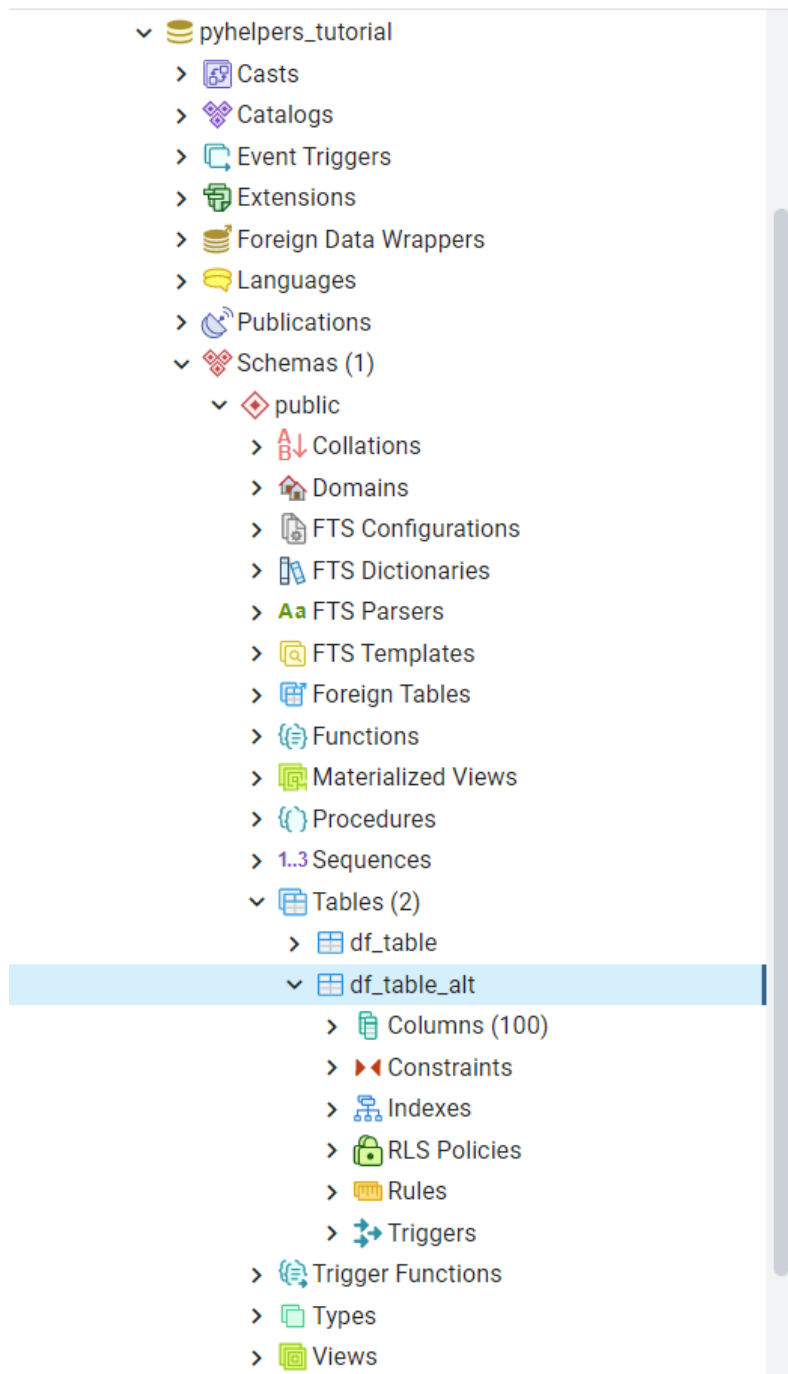 pyhelpers_tutorial
Casts
Catalogs
Event Triggers
Extensions
Foreign Data Wrappers
Languages
Publications
Schemas (1)
public
A
B
Collations
Domains
FTS Configurations
FTS Dictionaries
Aa FTS Parsers
FTS Templates
Foreign Tables
Functions
Materialized Views
Procedures
1..3 Sequences
Tables (2)
df_table
df_table_alt
Columns (100)
Constraints
Indexes
RLS Policies
Rules
Triggers
Trigger Functions
Types
Views